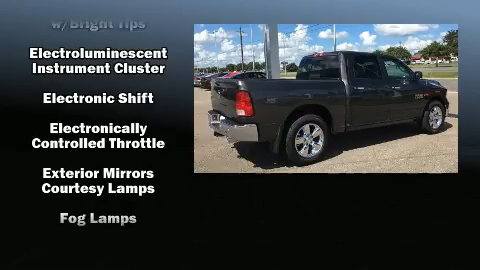 w/Bright Tips
Electroluminescent
Instrument Cluster
Electronic Shift
Electronically
Controlled Throttle
Exterior Mirrors
Courtesy Lamps
Fog Lamps